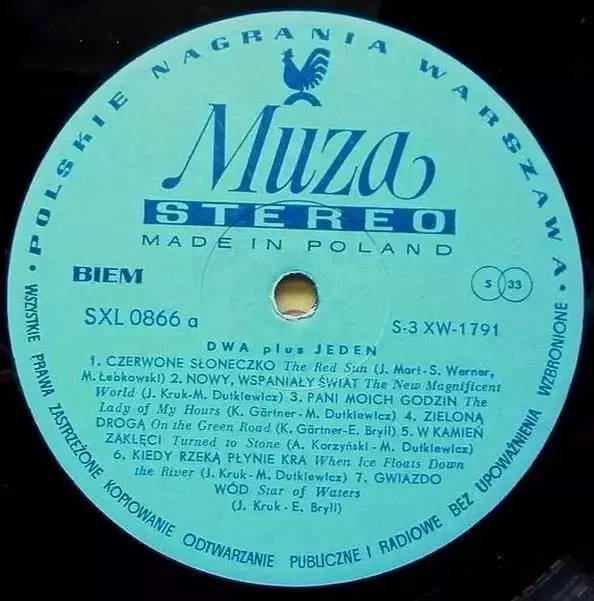 POLSKIE NAGRANIA WARSZAWA
Muza
STEREO
MADE IN POLAND
BIEM
S 33
SXL 0866 a
S-3 XW-1791
DWA plus JEDEN
1. CZERWONE SŁONECZKO The Red Sun (J. Mart-S. Werner,
M. Łebkowski) 2. NOWY, WSPANIAŁY ŚWIAT The New Magnificent
World (J. Kruk-M. Dutkiewicz) 3. PANI MOICH GODZIN The
Lady of My Hours (K. Gärtner-M. Dutkiewicz) 4. ZIELONĄ
DROGĄ On the Green Road (K. Gärtner-E. Bryll) 5. W KAMIEŃ
ZAKLĘCI Turned to Stone (A. Korzyński-M. Dutkiewicz)
6. KIEDY RZEKĄ PŁYNIE KRA When Ice Floats Down
the River (J. Kruk-M. Dutkiewicz) 7. GWIAZDO
WÓD Star of Waters
(J. Kruk-E. Bryll)
WSZYSTKIE PRAWA ZASTRZEŻONE KOPIOWANIE ODTWARZANIE PUBLICZNE I RADIOWE BEZ UPOWAŻNIENIA WZBRONIONE